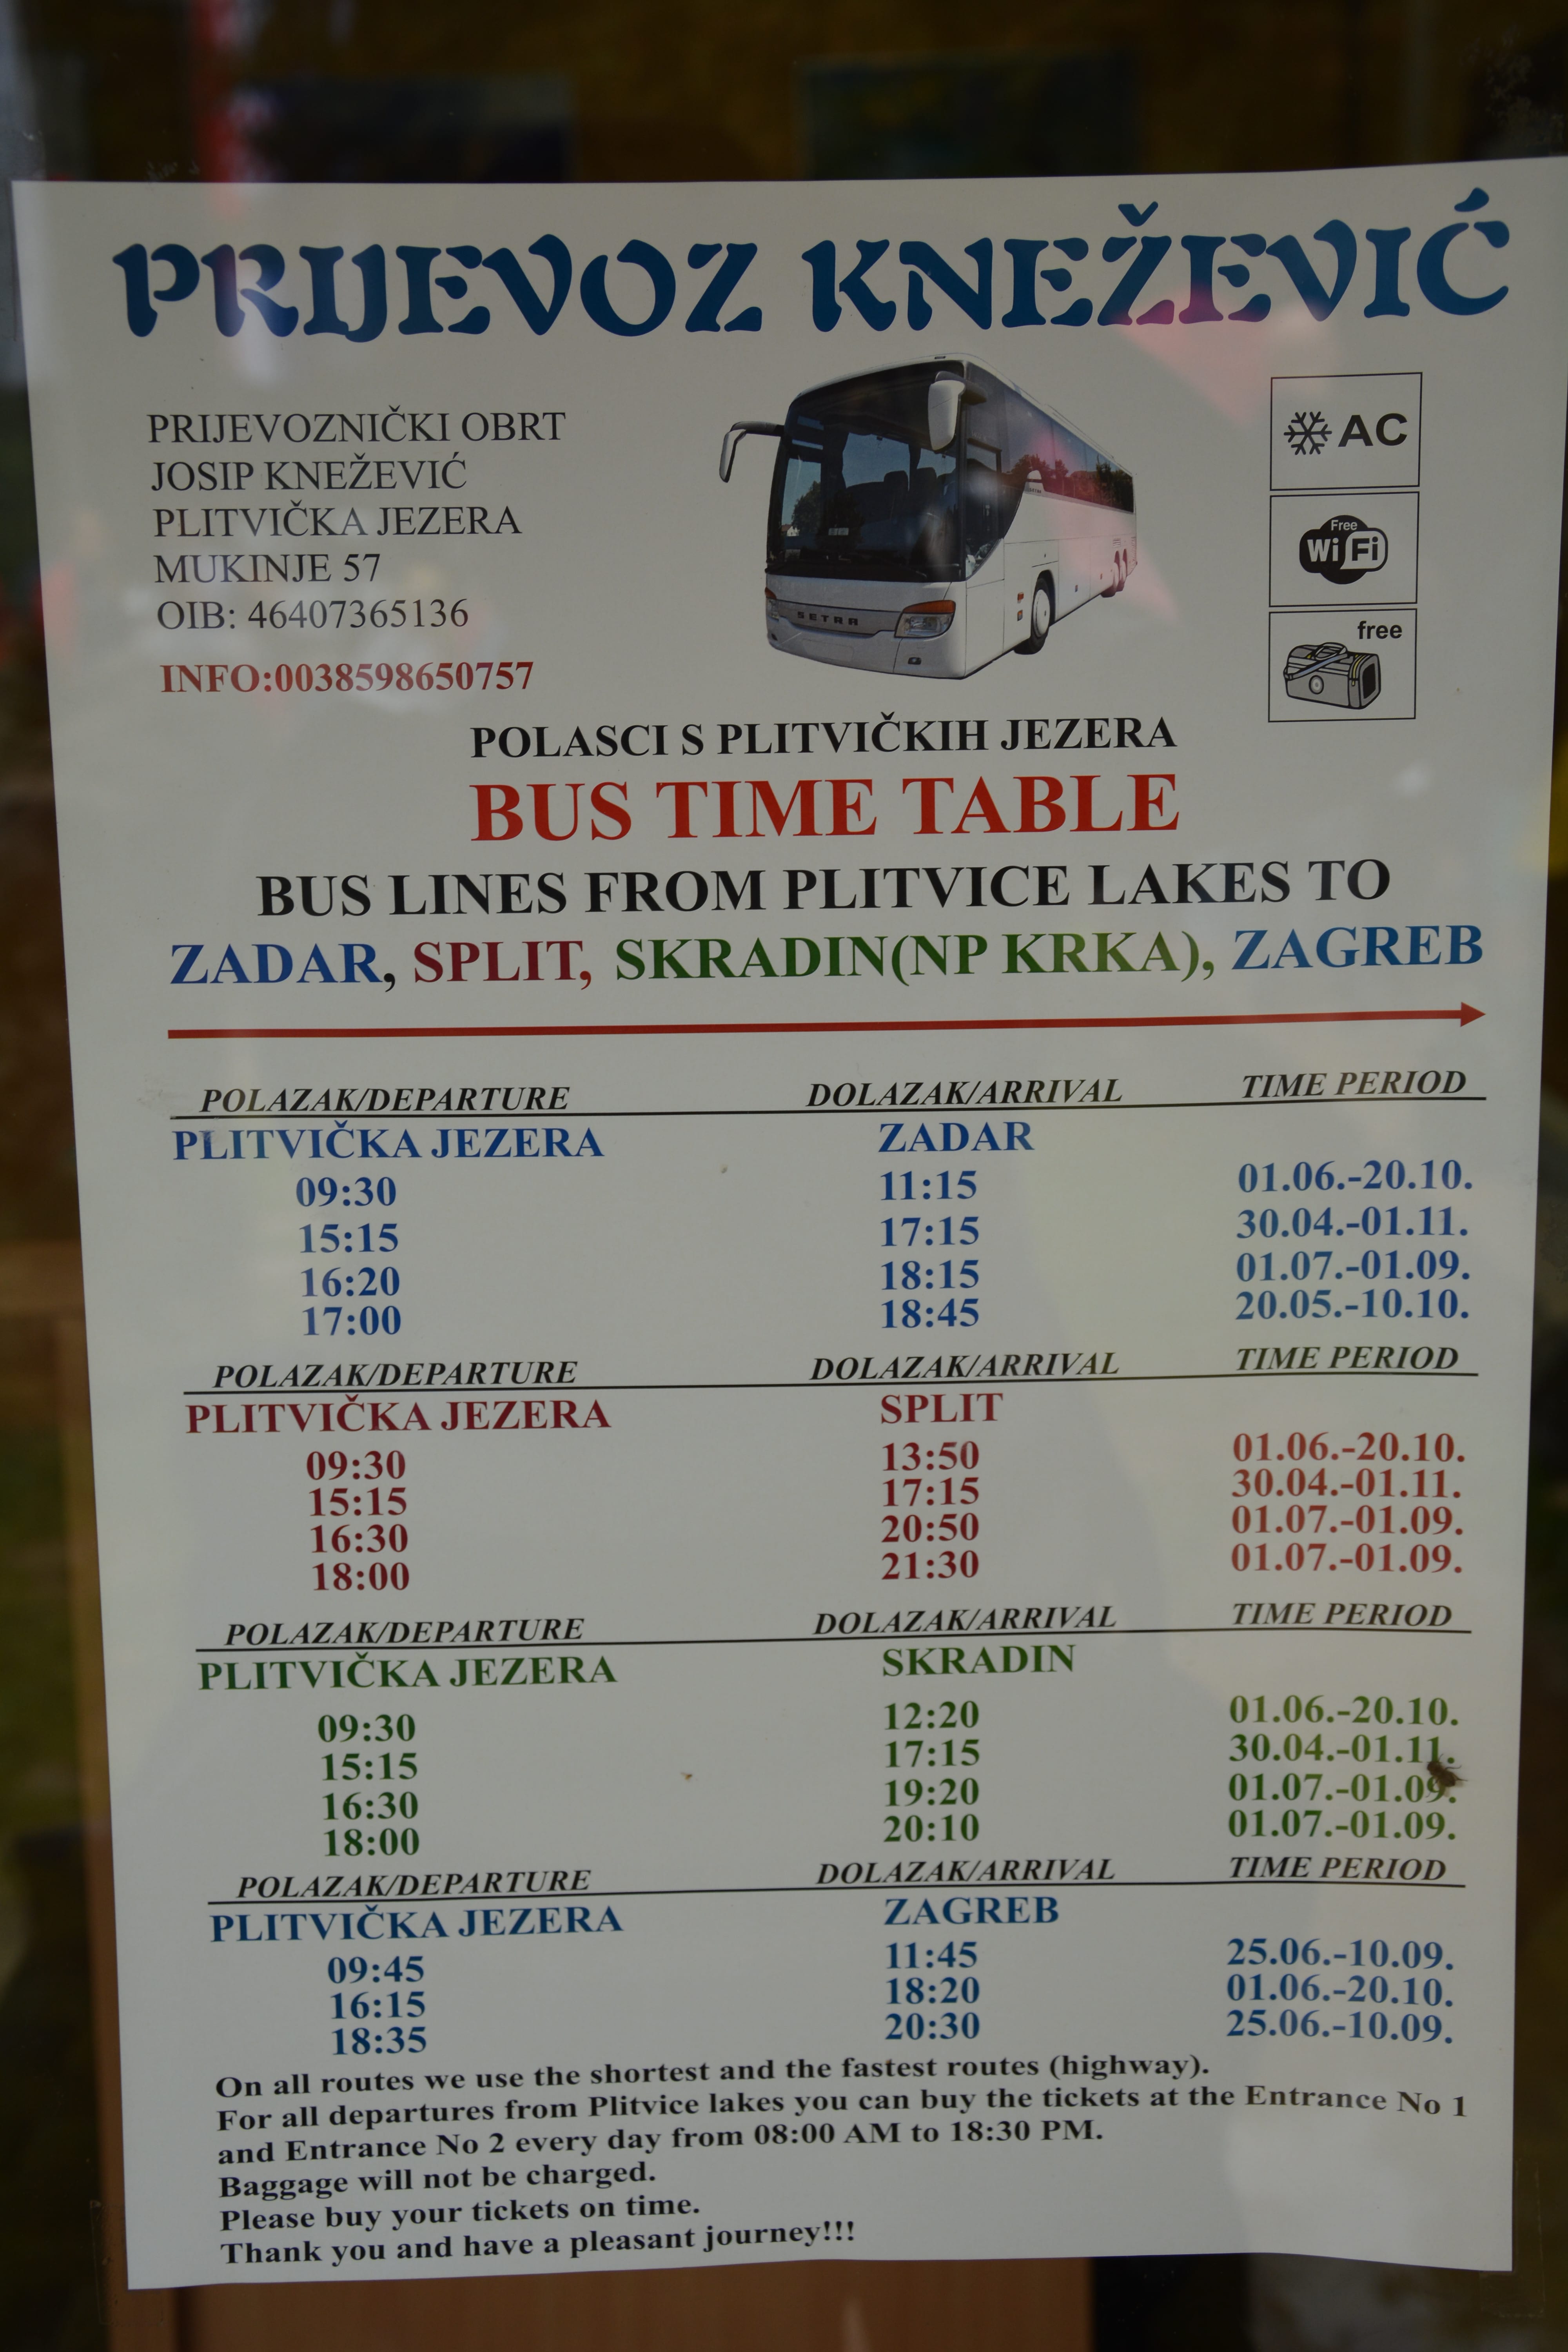 PRIJEVOZ KNEŽEVIĆ
PRIJEVOZNIČKI OBRT
JOSIP KNEŽEVIĆ
PLITVIČKA JEZERA
MUKINJE 57
OIB: 46407365136
INFO:0038598650757
SETRA
AC
Free
WiFi
free
POLASCI S PLITVIČKIH JEZERA
BUS TIME TABLE
BUS LINES FROM PLITVICE LAKES TO
ZADAR, SPLIT, SKRADIN(NP KRKA), ZAGREB
POLAZAK/DEPARTURE DOLAZAK/ARRIVAL TIME PERIOD
PLITVIČKA JEZERA ZADAR
09:30 11:15 01.06.-20.10.
15:15 17:15 30.04.-01.11.
16:20 18:15 01.07.-01.09.
17:00 18:45 20.05.-10.10.
POLAZAK/DEPARTURE DOLAZAK/ARRIVAL TIME PERIOD
PLITVIČKA JEZERA SPLIT
09:30 13:50 01.06.-20.10.
15:15 17:15 30.04.-01.11.
16:30 20:50 01.07.-01.09.
18:00 21:30 01.07.-01.09.
POLAZAK/DEPARTURE DOLAZAK/ARRIVAL TIME PERIOD
PLITVIČKA JEZERA SKRADIN
09:30 12:20 01.06.-20.10.
15:15 17:15 30.04.-01.11.
16:30 19:20 01.07.-01.09.
18:00 20:10 01.07.-01.09.
POLAZAK/DEPARTURE DOLAZAK/ARRIVAL TIME PERIOD
PLITVIČKA JEZERA ZAGREB
09:45 11:45 25.06.-10.09.
16:15 18:20 01.06.-20.10.
18:35 20:30 25.06.-10.09.
On all routes we use the shortest and the fastest routes (highway).
For all departures from Plitvice lakes you can buy the tickets at the Entrance No 1
and Entrance No 2 every day from 08:00 AM to 18:30 PM.
Baggage will not be charged.
Please buy your tickets on time.
Thank you and have a pleasant journey!!!